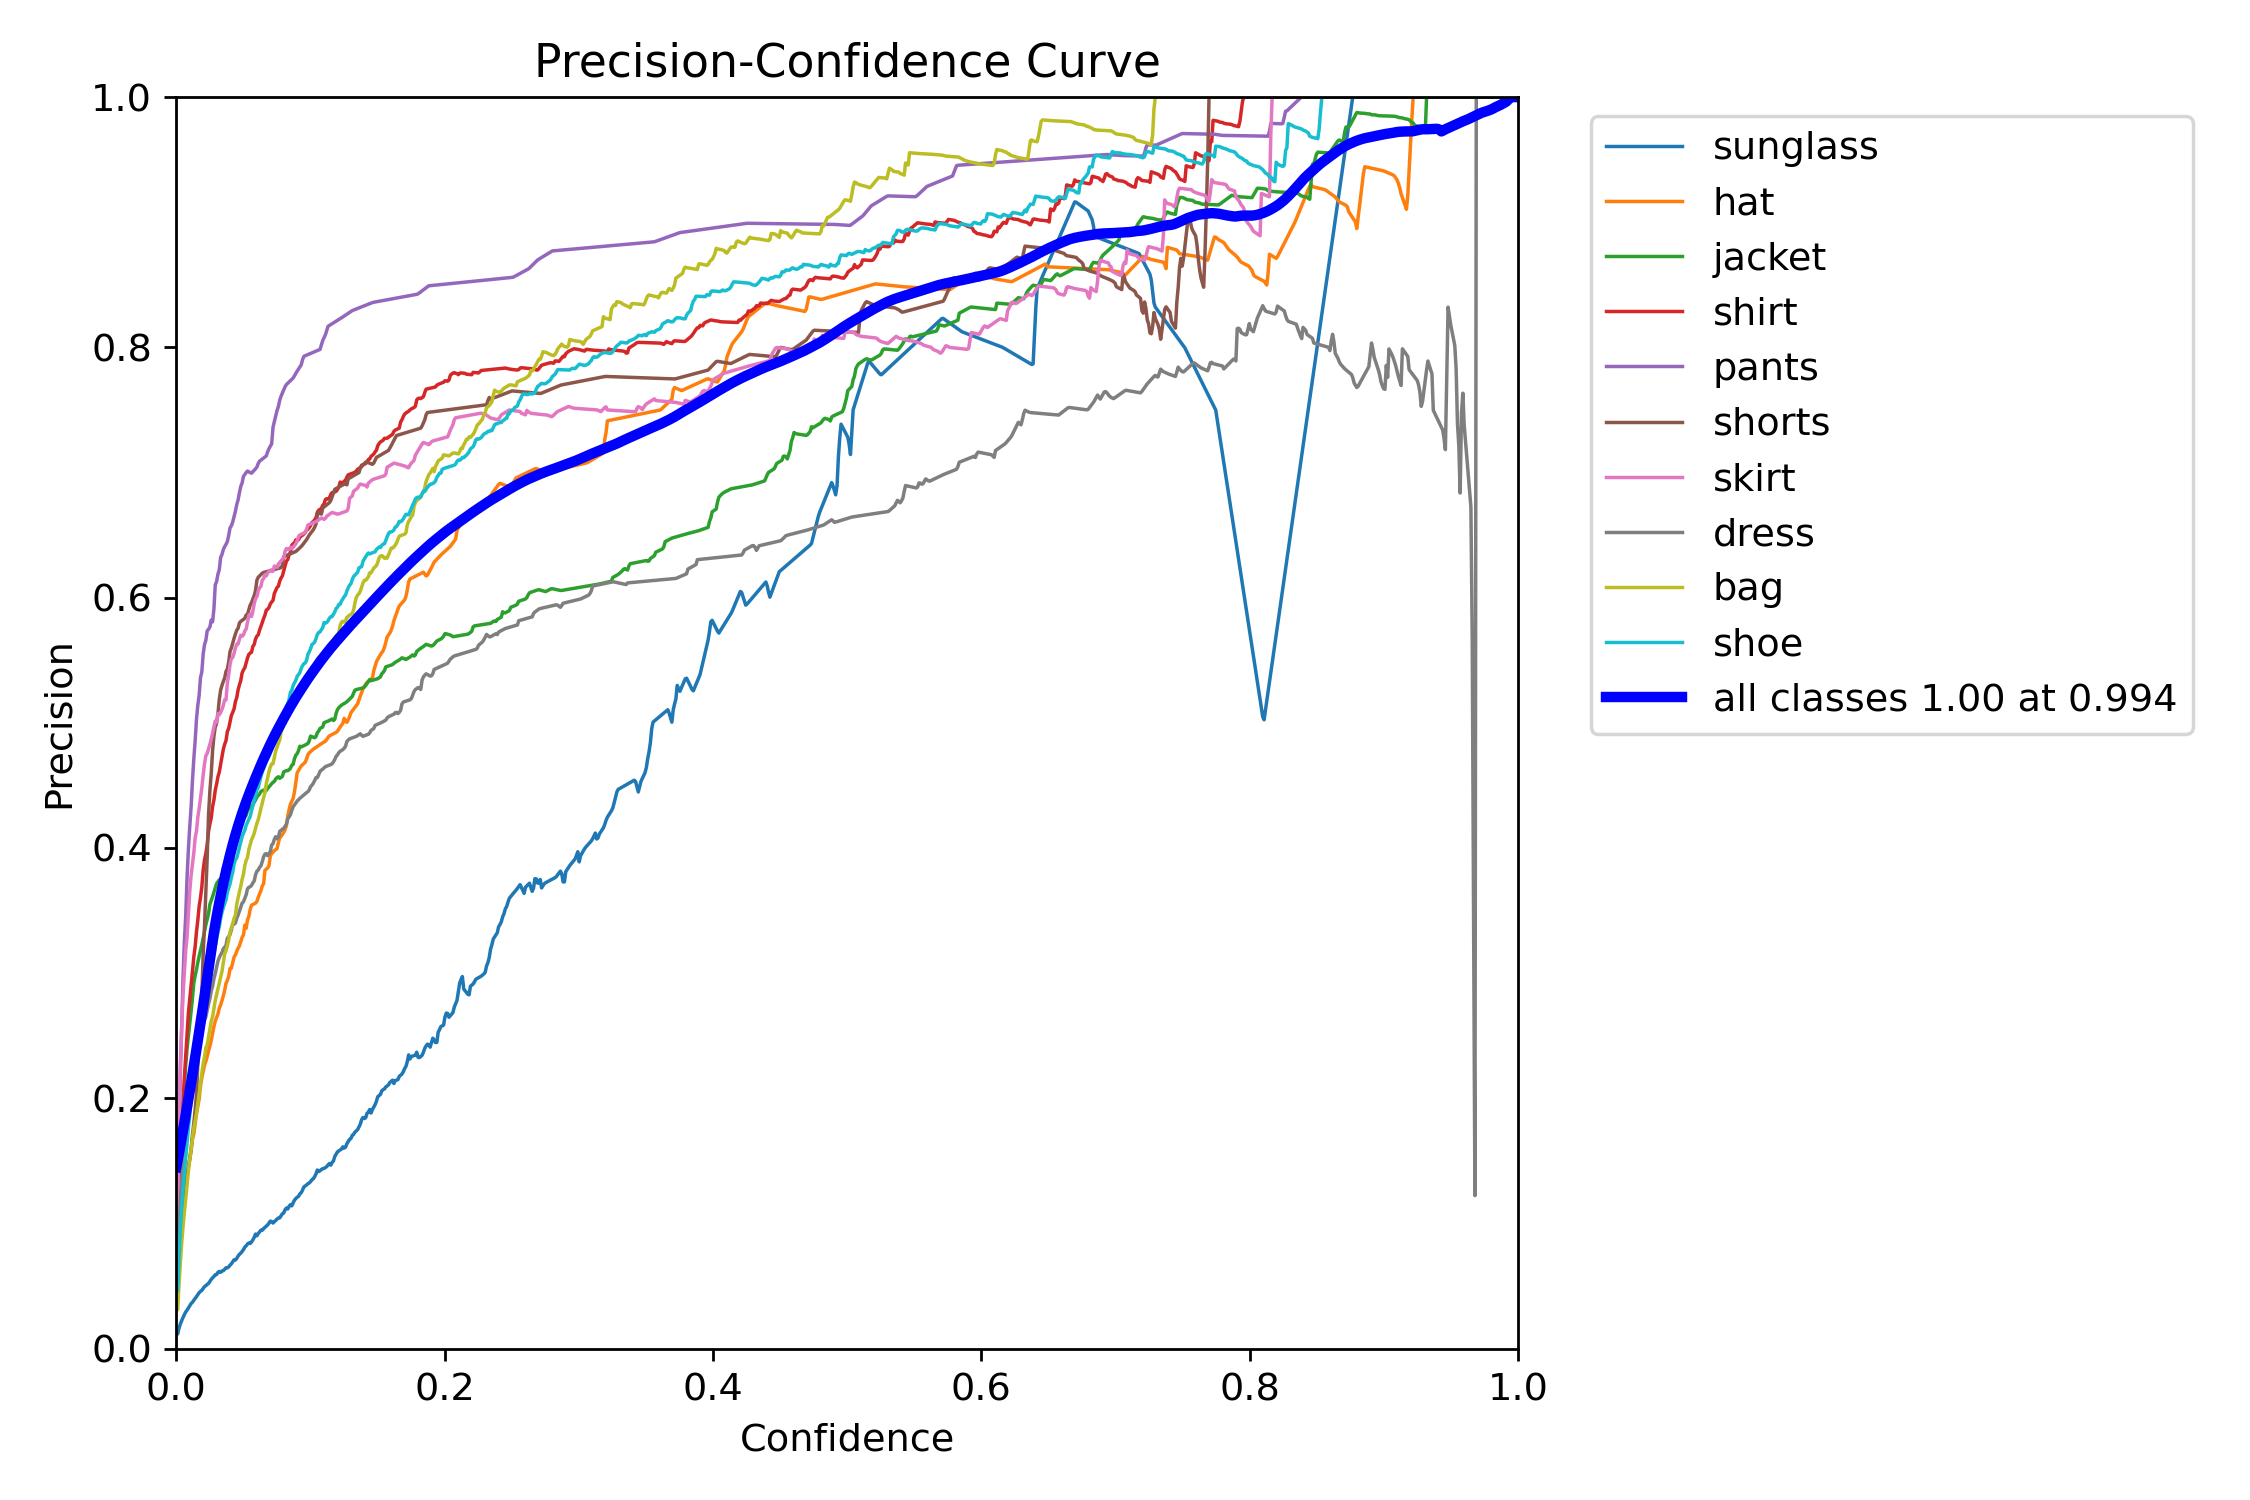 Precision-Confidence Curve
1.0
0.8
0.6
0.4
0.2
0.0
Precision
0.0 0.2 0.4 0.6 0.8 1.0
Confidence
sunglass
hat
jacket
shirt
pants
shorts
skirt
dress
bag
shoe
all classes 1.00 at 0.994